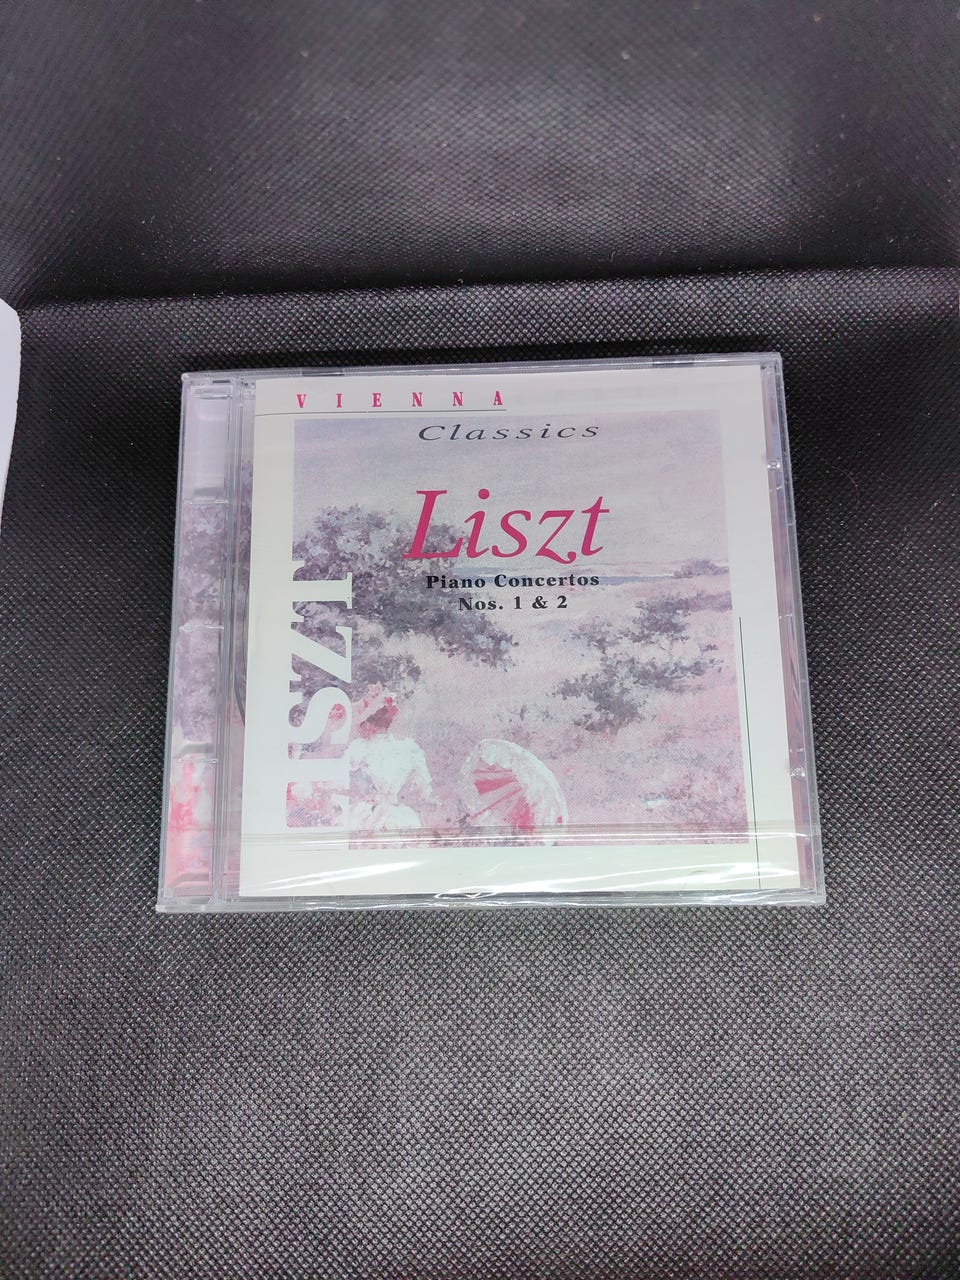 VIENNA
Classics
Liszt
Piano Concertos
Nos. 1 & 2
LISZT